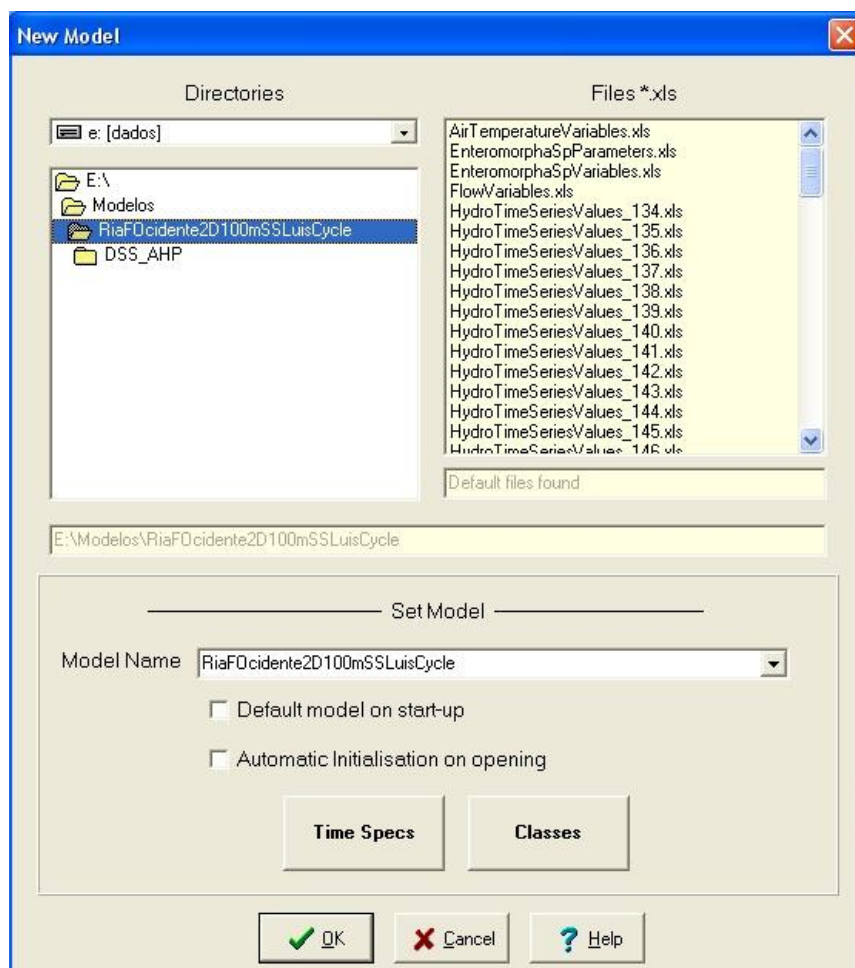 New Model
Directories
Files *.xls
e: [dados]
E:\
Modelos
RiaFOcidente2D100mSSLuisCycle
DSS_AHP
AirTemperatureVariables.xls
EnteromorphaSpParameters.xls
EnteromorphaSpVariables.xls
FlowVariables.xls
HydroTimeSeriesValues_134.xls
HydroTimeSeriesValues_135.xls
HydroTimeSeriesValues_136.xls
HydroTimeSeriesValues_137.xls
HydroTimeSeriesValues_138.xls
HydroTimeSeriesValues_139.xls
HydroTimeSeriesValues_140.xls
HydroTimeSeriesValues_141.xls
HydroTimeSeriesValues_142.xls
HydroTimeSeriesValues_143.xls
HydroTimeSeriesValues_144.xls
HydroTimeSeriesValues_145.xls
HydroTimeSeriesValues_146.xls
Default files found
E:\Modelos\RiaFOcidente2D100mSSLuisCycle
Set Model
Model Name RiaFOcidente2D100mSSLuisCycle
Default model on start-up
Automatic Initialisation on opening
Time Specs Classes
OK Cancel ? Help